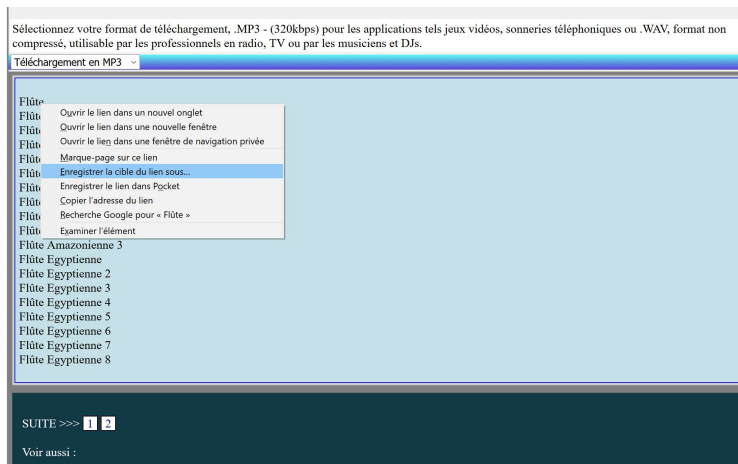 Sélectionnez votre format de téléchargement, .MP3 - (320kbps) pour les applications tels jeux vidéos, sonneries téléphoniques ou .WAV, format non
compressé, utilisable par les professionnels en radio, TV ou par les musiciens et DJs.
Téléchargement en MP3
Flûte
Ouvrir le lien dans un nouvel onglet
Ouvrir le lien dans une nouvelle fenêtre
Ouvrir le lien dans une fenêtre de navigation privée
Marque-page sur ce lien
Enregistrer la cible du lien sous...
Enregistrer le lien dans Pocket
Copier l'adresse du lien
Recherche Google pour « Flûte »
Examiner l'élément
Flûte Amazonienne 3
Flûte Egyptienne
Flûte Egyptienne 2
Flûte Egyptienne 3
Flûte Egyptienne 4
Flûte Egyptienne 5
Flûte Egyptienne 6
Flûte Egyptienne 7
Flûte Egyptienne 8
SUITE >>> 1 2
Voir aussi :